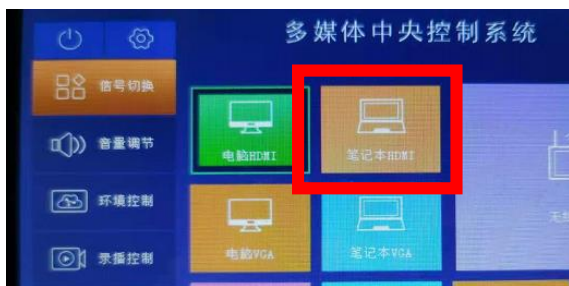 多媒体中央控制系统
信号切换
音量调节
环境控制
录播控制
电脑HDMI
笔记本HDMI
电脑VGA
笔记本VGA